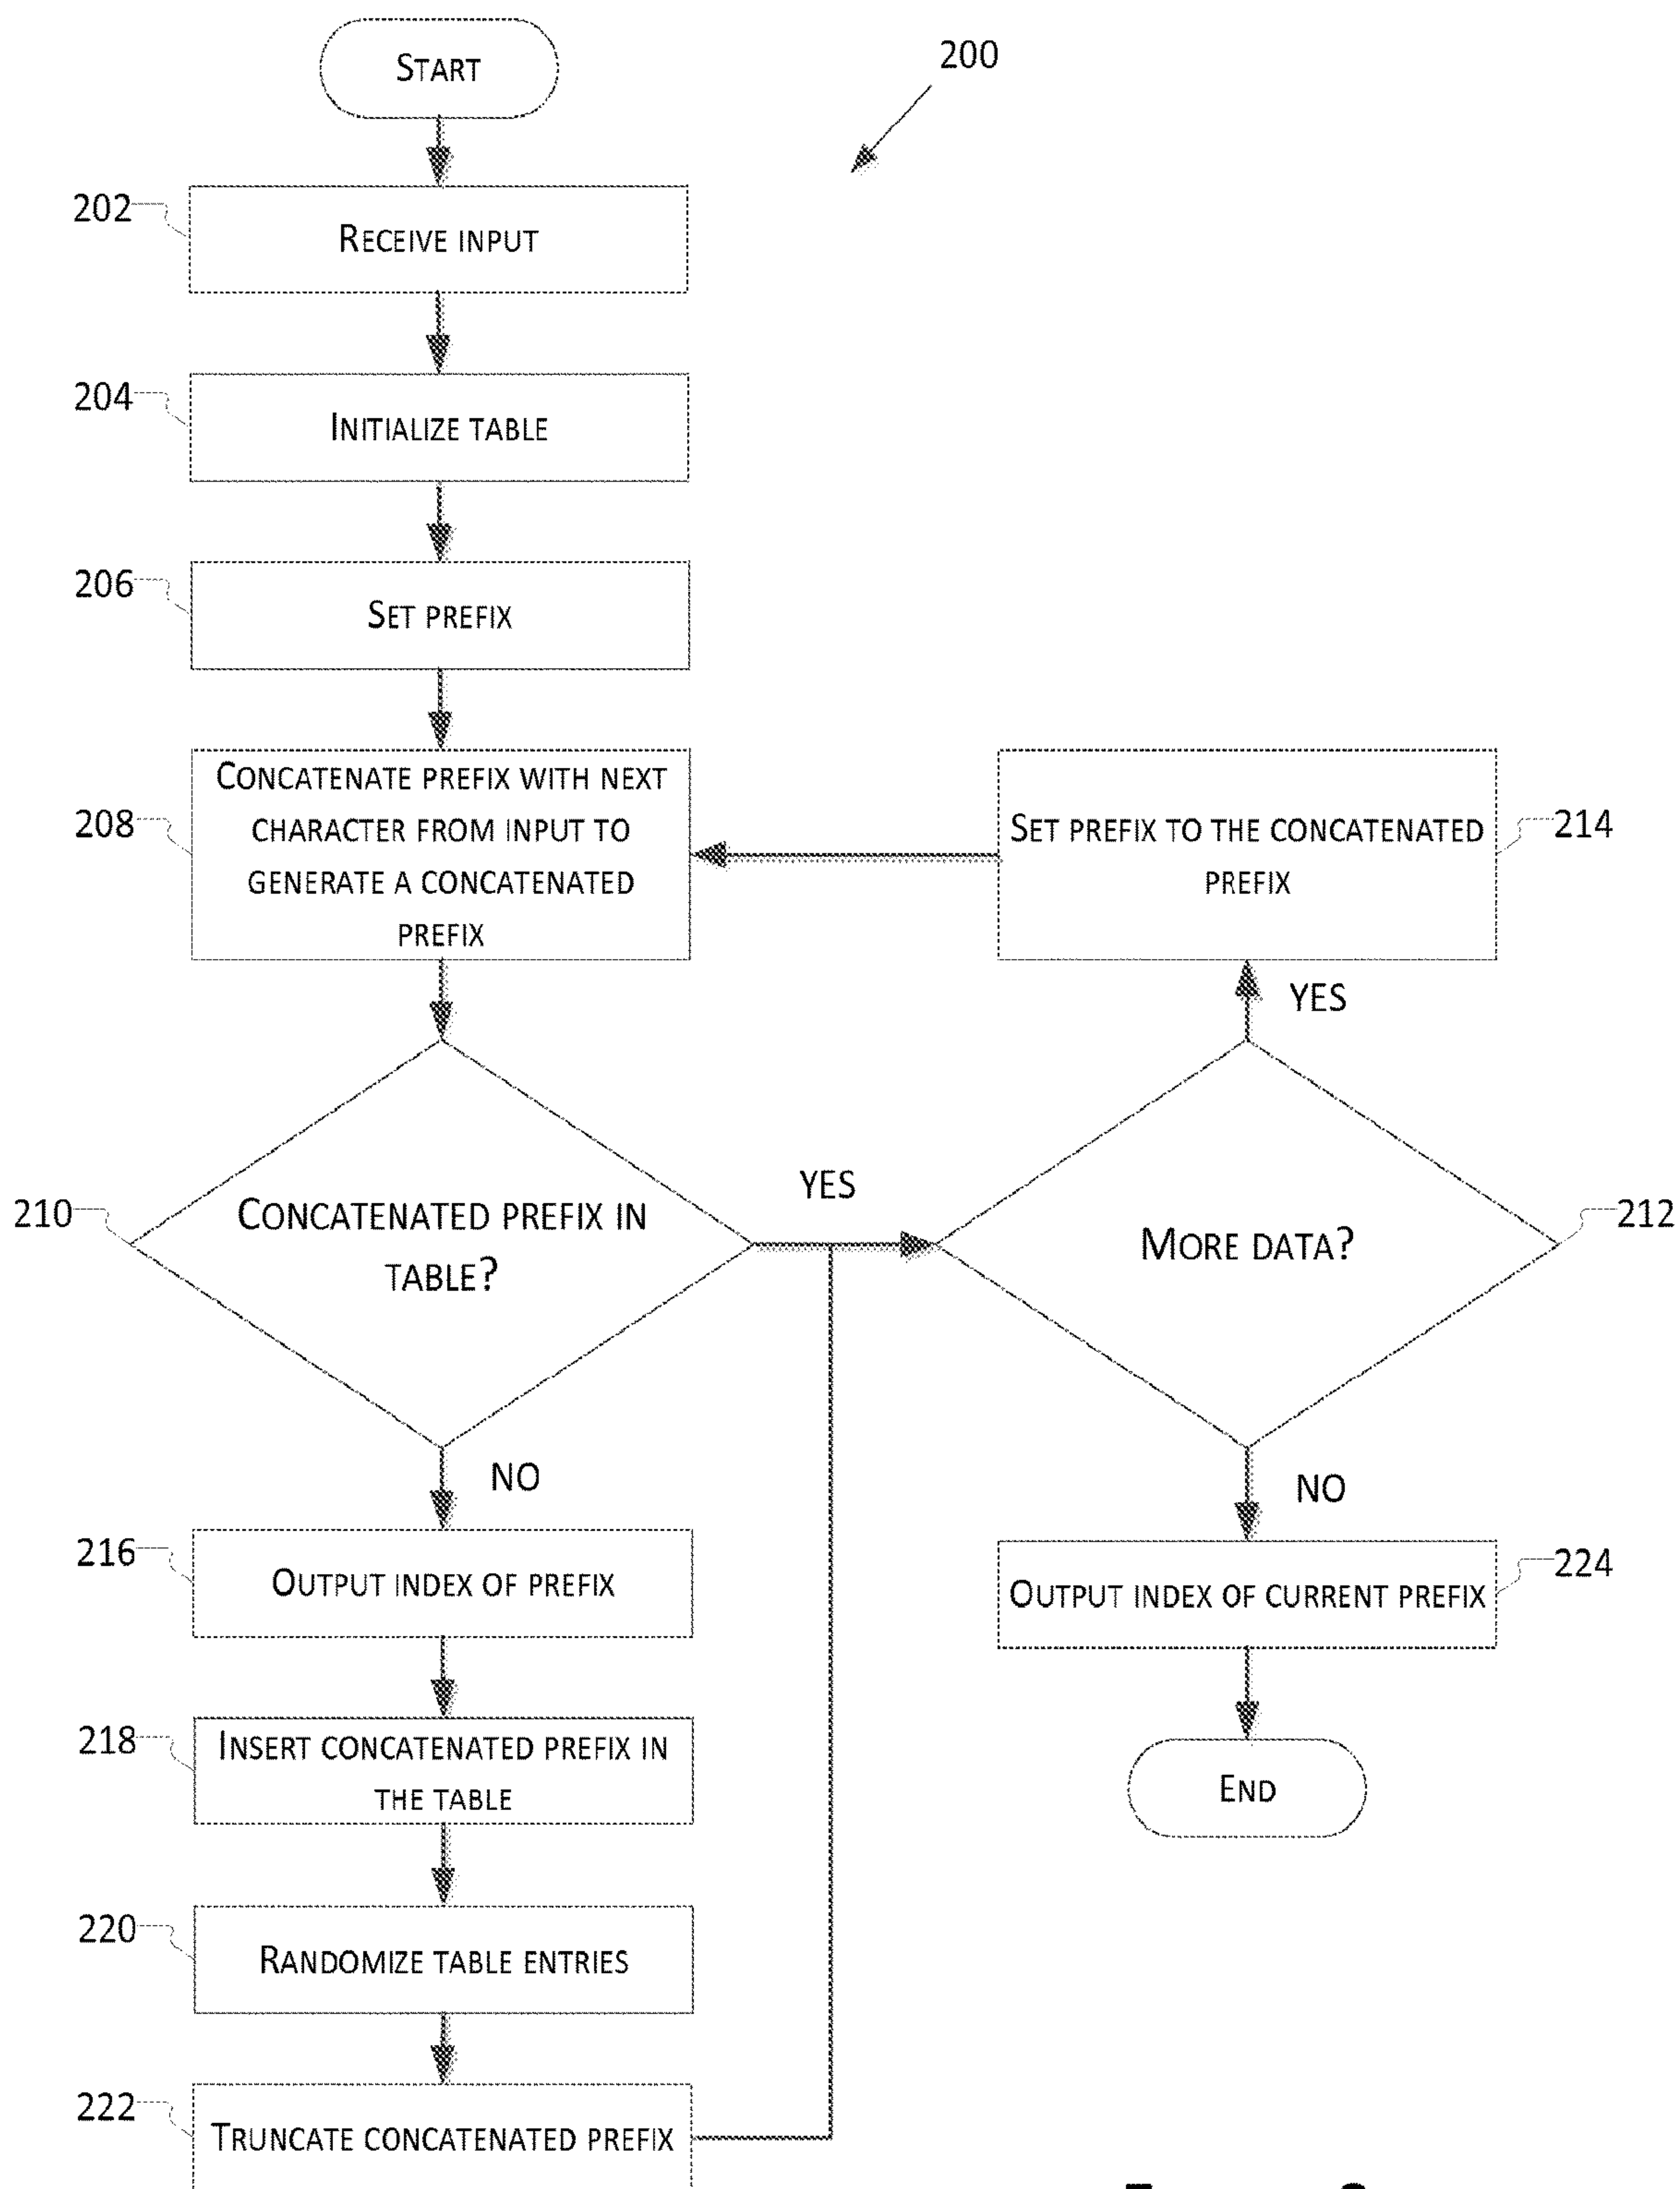 START
200
202
RECEIVE INPUT
204
INITIALIZE TABLE
206
SET PREFIX
208
CONCATENATE PREFIX WITH NEXT
CHARACTER FROM INPUT TO
GENERATE A CONCATENATED
PREFIX
SET PREFIX TO THE CONCATENATED
PREFIX
214
YES
210
CONCATENATED PREFIX IN
TABLE?
YES
MORE DATA?
212
NO
NO
216
OUTPUT INDEX OF PREFIX
OUTPUT INDEX OF CURRENT PREFIX
224
218
INSERT CONCATENATED PREFIX IN
THE TABLE
END
220
RANDOMIZE TABLE ENTRIES
222
TRUNCATE CONCATENATED PREFIX